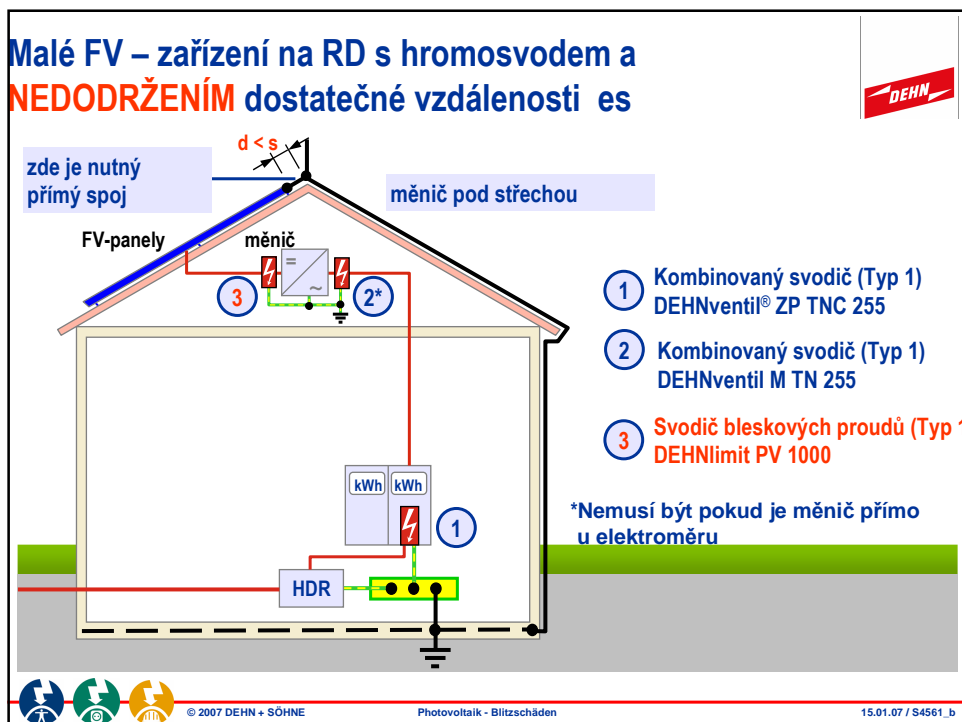 Malé FV – zařízení na RD s hromosvodem a
NEDODRŽENÍM dostatečné vzdálenosti es
DEHN
d < s
zde je nutný
přímý spoj
měnič pod střechou
FV-panely
měnič
=
~
3
2*
1 Kombinovaný svodič (Typ 1)
DEHNventil® ZP TNC 255
2 Kombinovaný svodič (Typ 1)
DEHNventil M TN 255
3 Svodič bleskových proudů (Typ 1
DEHNlimit PV 1000
kWh kWh
1
*Nemusí být pokud je měnič přímo
u elektroměru
HDR
© 2007 DEHN + SÖHNE Photovoltaik - Blitzschäden 15.01.07 / S4561_b